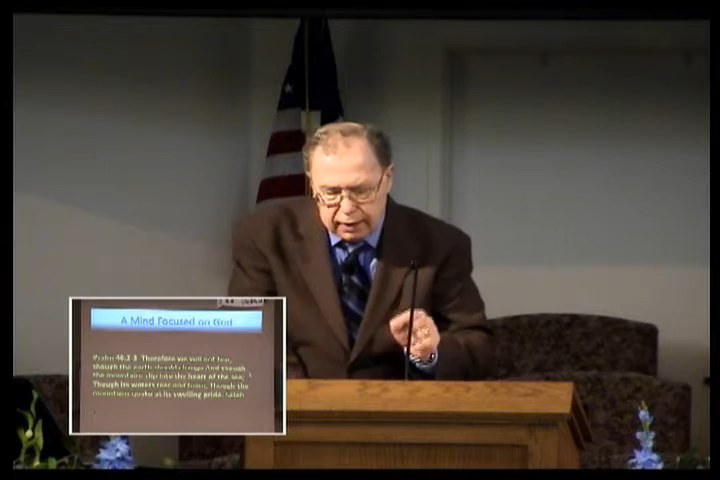 A Mind Focused on God
Psalm 46:2-3 Therefore we will not fear,
though the earth should change And though
the mountains slip into the heart of the sea;
Though its waters roar and foam, Though the
mountains quake at its swelling pride. Selah